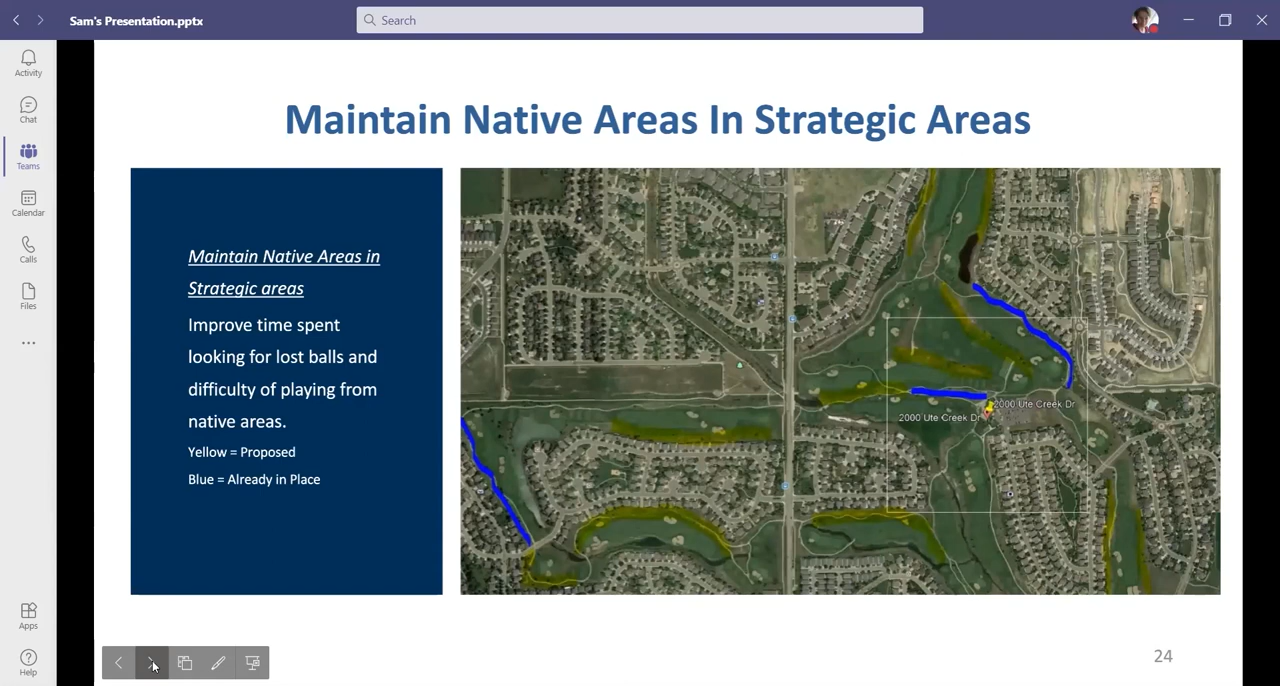 Sam's Presentation.pptx
Search
Activity
Chat
Teams
Calendar
Calls
Files
Apps
Help
Maintain Native Areas In Strategic Areas
Maintain Native Areas in
Strategic areas
Improve time spent
looking for lost balls and
difficulty of playing from
native areas.
Yellow = Proposed
Blue = Already in Place
2000 Ute Creek Dr
2000 Ute Creek Dr
24